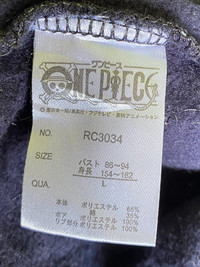 ワンピース
ONE PIECE
©尾田栄一郎/集英社・フジテレビ・東映アニメーション
NO. RC3034
SIZE バスト 86~94
身長 154~162
QUA. L
本体 ポリエステル 65%
綿 35%
ボア ポリエステル 100%
リブ部分ポリエステル 100%